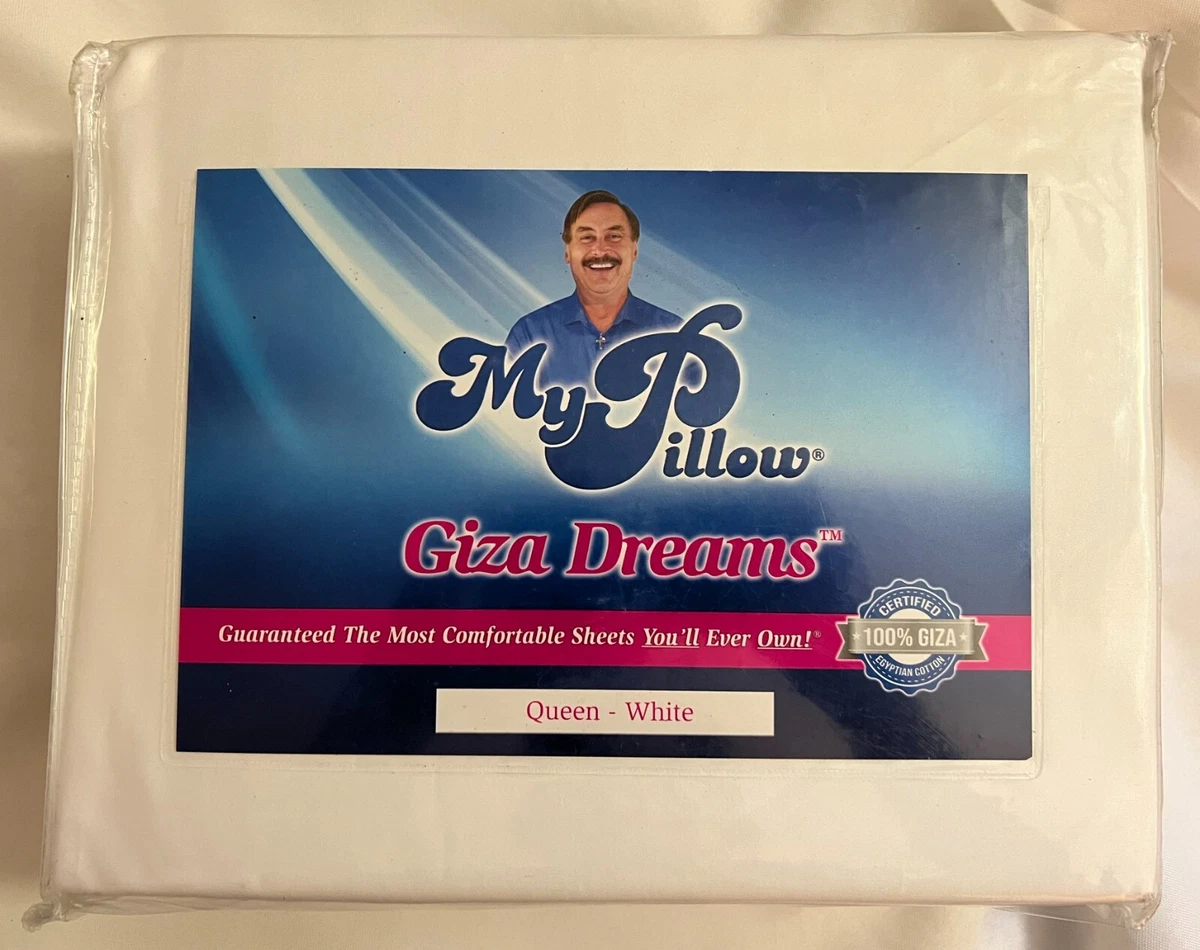 MyPillow®
Giza Dreams™
Guaranteed The Most Comfortable Sheets You'll Ever Own!®
CERTIFIED
100% GIZA
EGYPTIAN COTTON
Queen - White